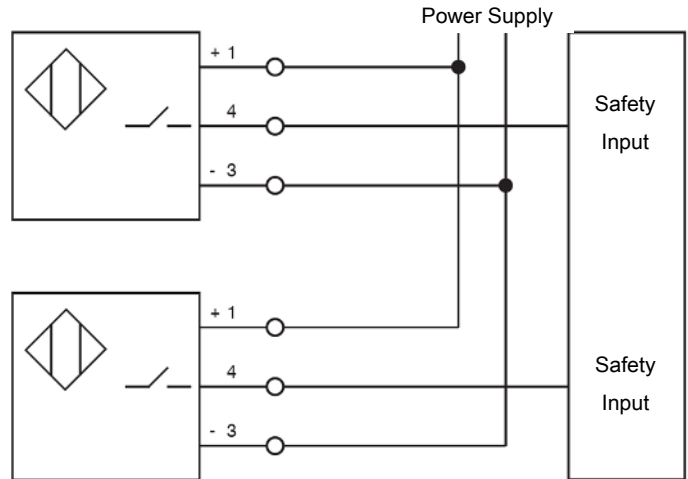 Power Supply
+ 1
4
- 3
Safety
Input
+ 1
4
- 3
Safety
Input